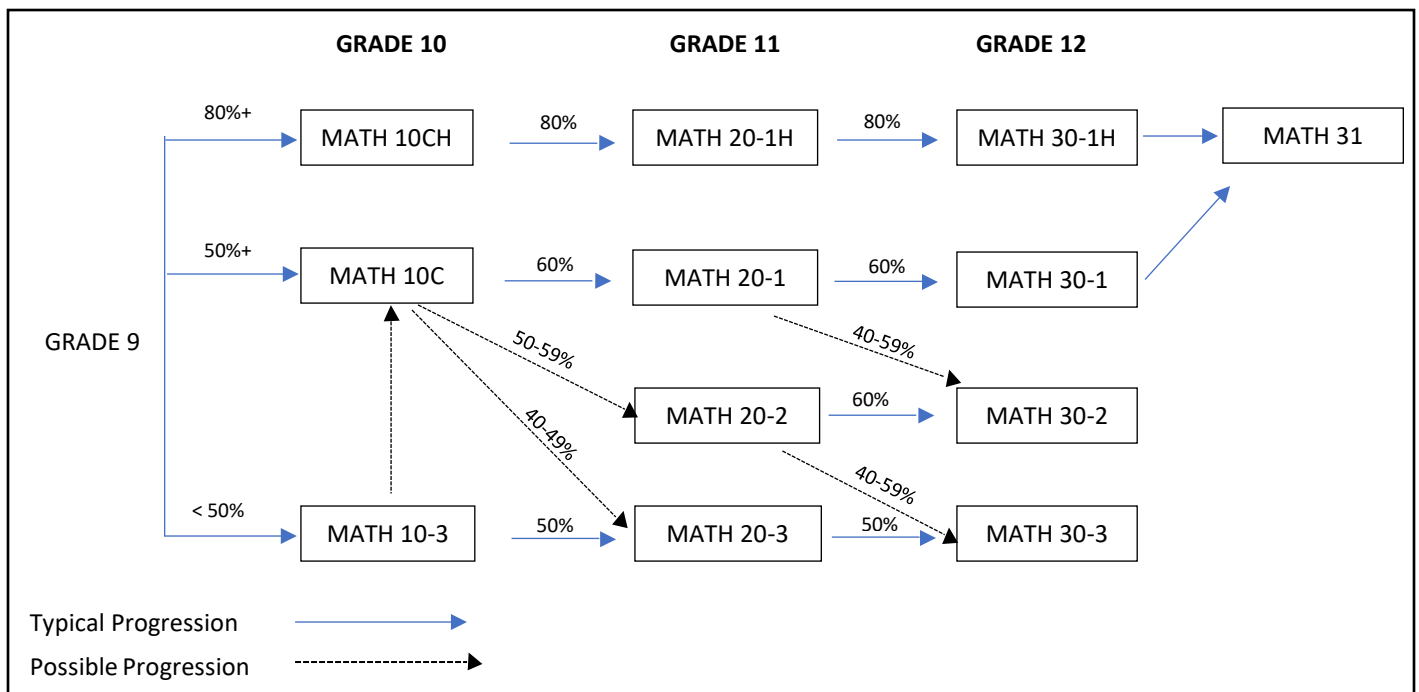 GRADE 10 GRADE 11 GRADE 12
80%+ 80% 80%
MATH 10CH MATH 20-1H MATH 30-1H MATH 31
50%+ 60% 60%
MATH 10C MATH 20-1 MATH 30-1
GRADE 9
50-59% 40-59%
60%
MATH 20-2 MATH 30-2
40-49%
40-59%
< 50% 50% 50%
MATH 10-3 MATH 20-3 MATH 30-3
Typical Progression
Possible Progression